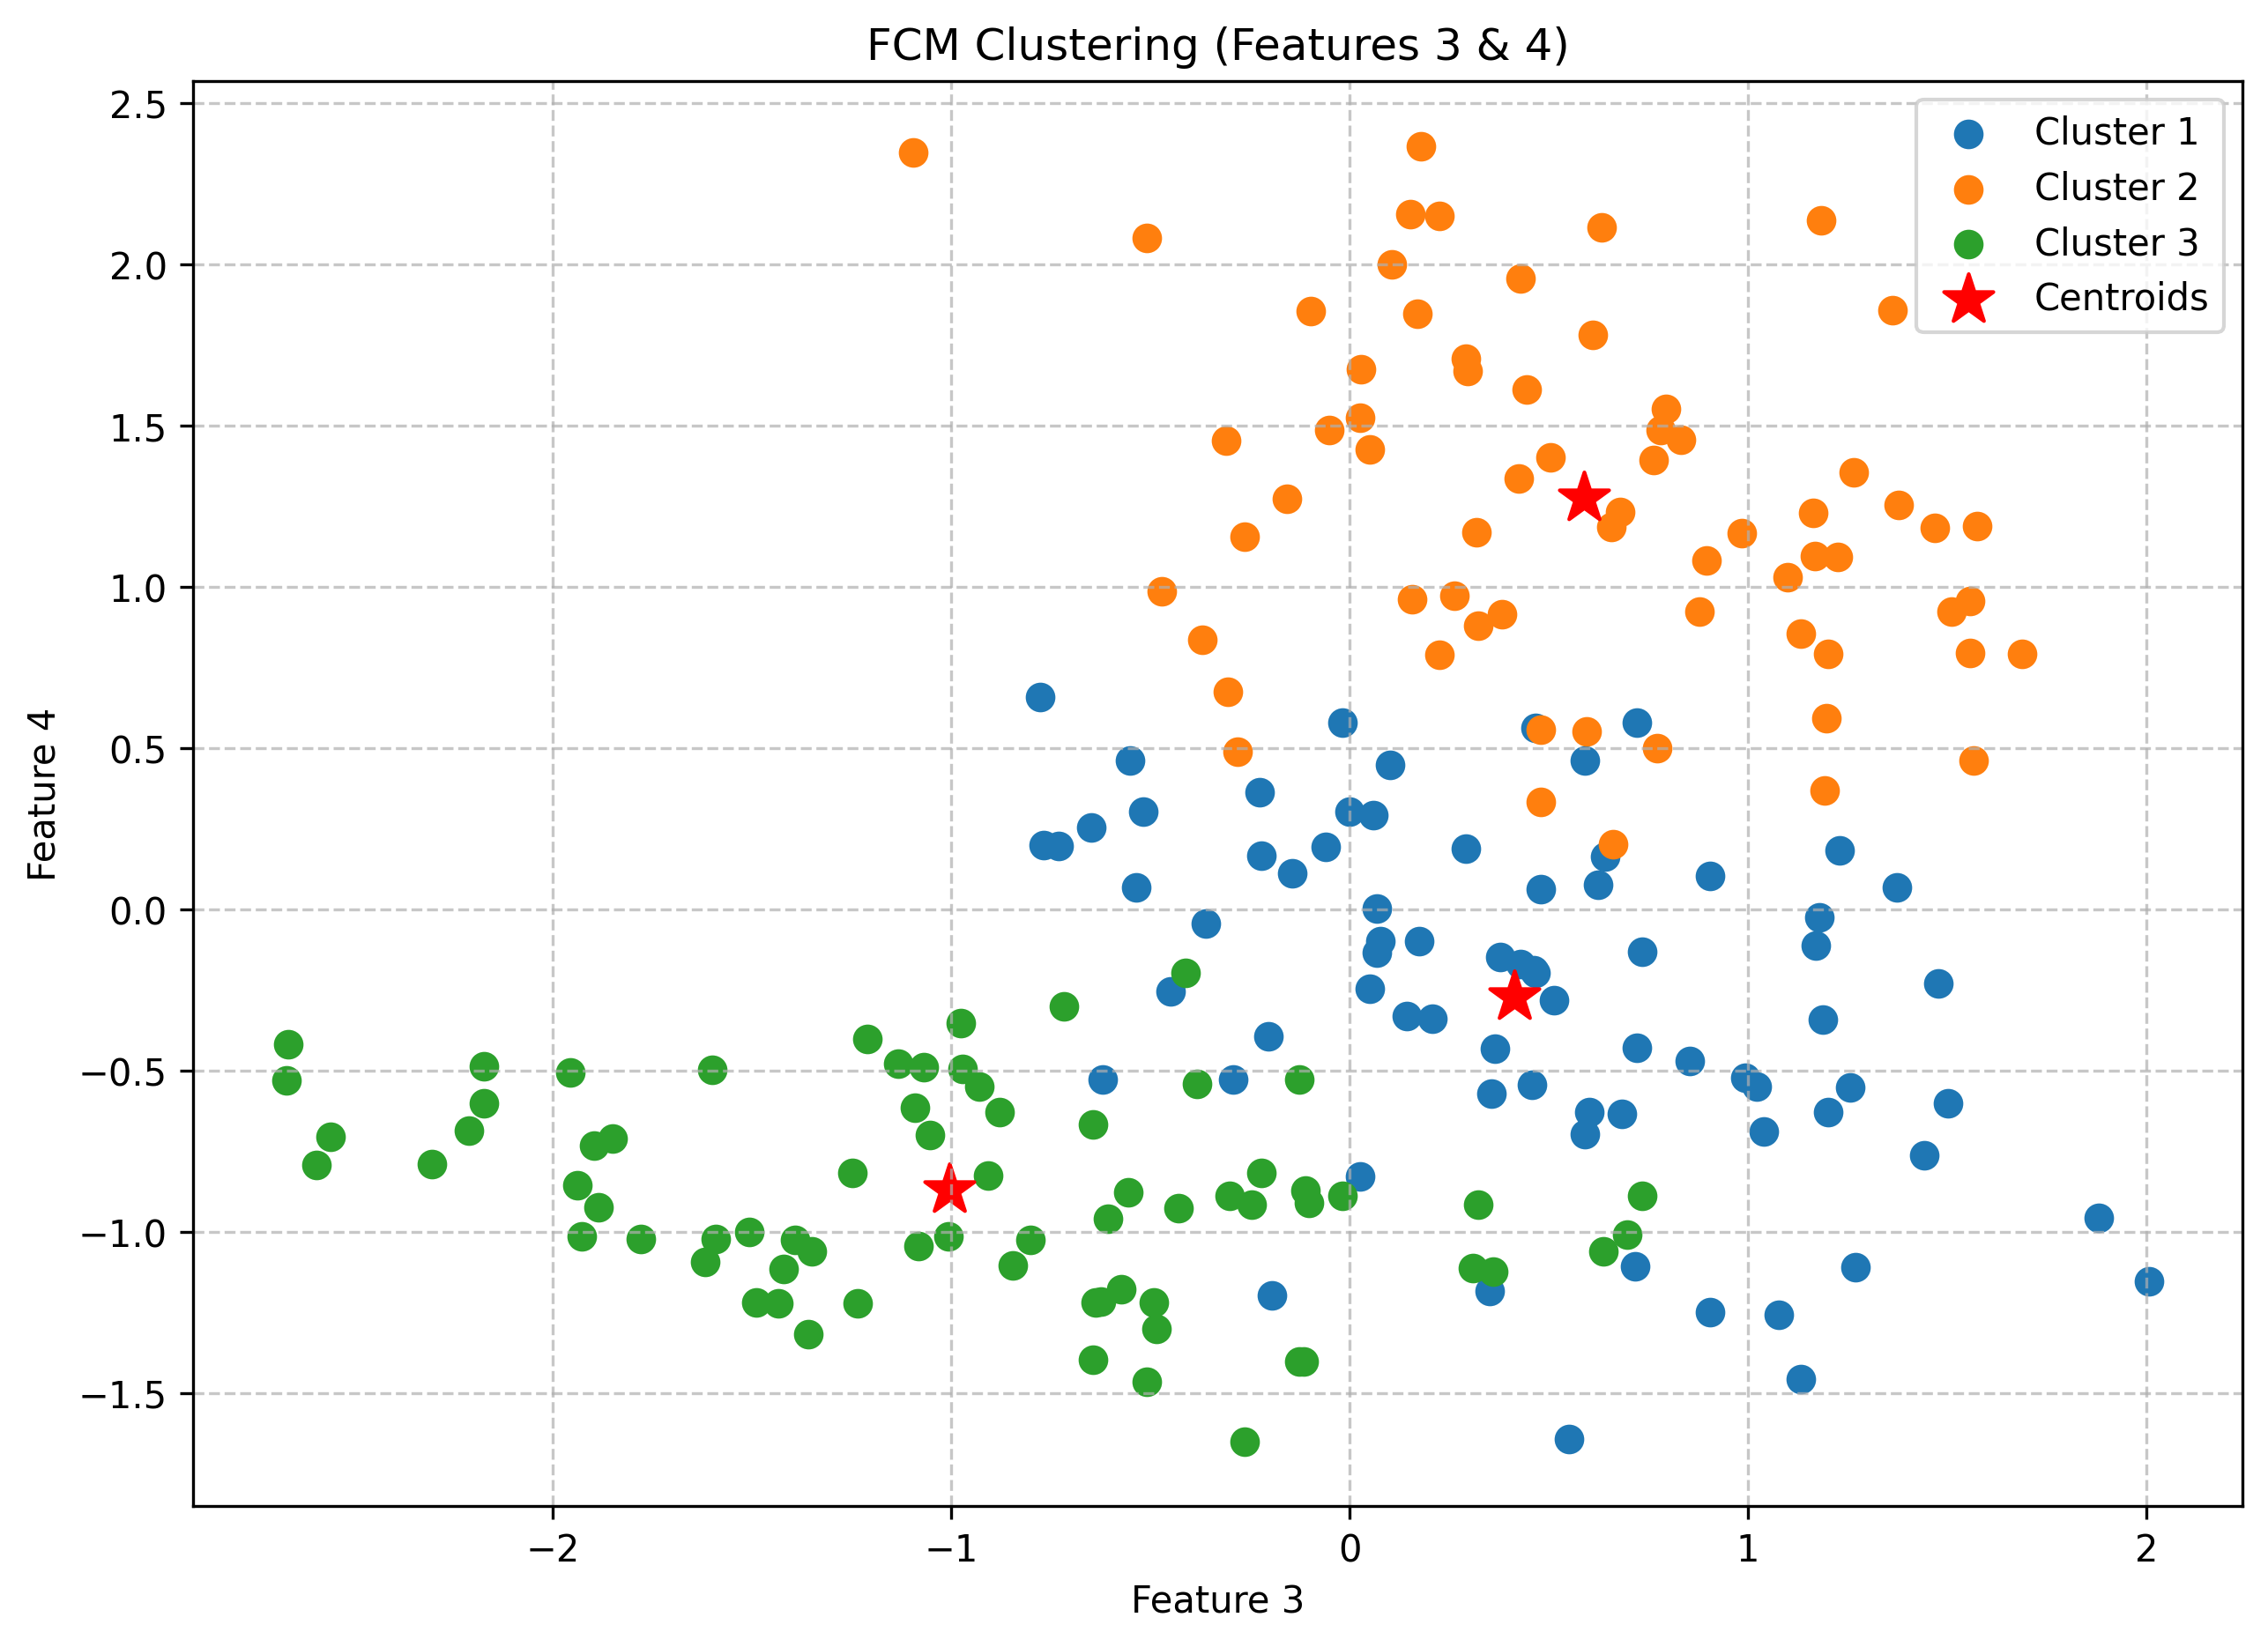 FCM Clustering (Features 3 & 4)
Cluster 1
Cluster 2
Cluster 3
Centroids
Feature 4
2.5
2.0
1.5
1.0
0.5
0.0
−0.5
−1.0
−1.5
−2
−1
0
1
2
Feature 3